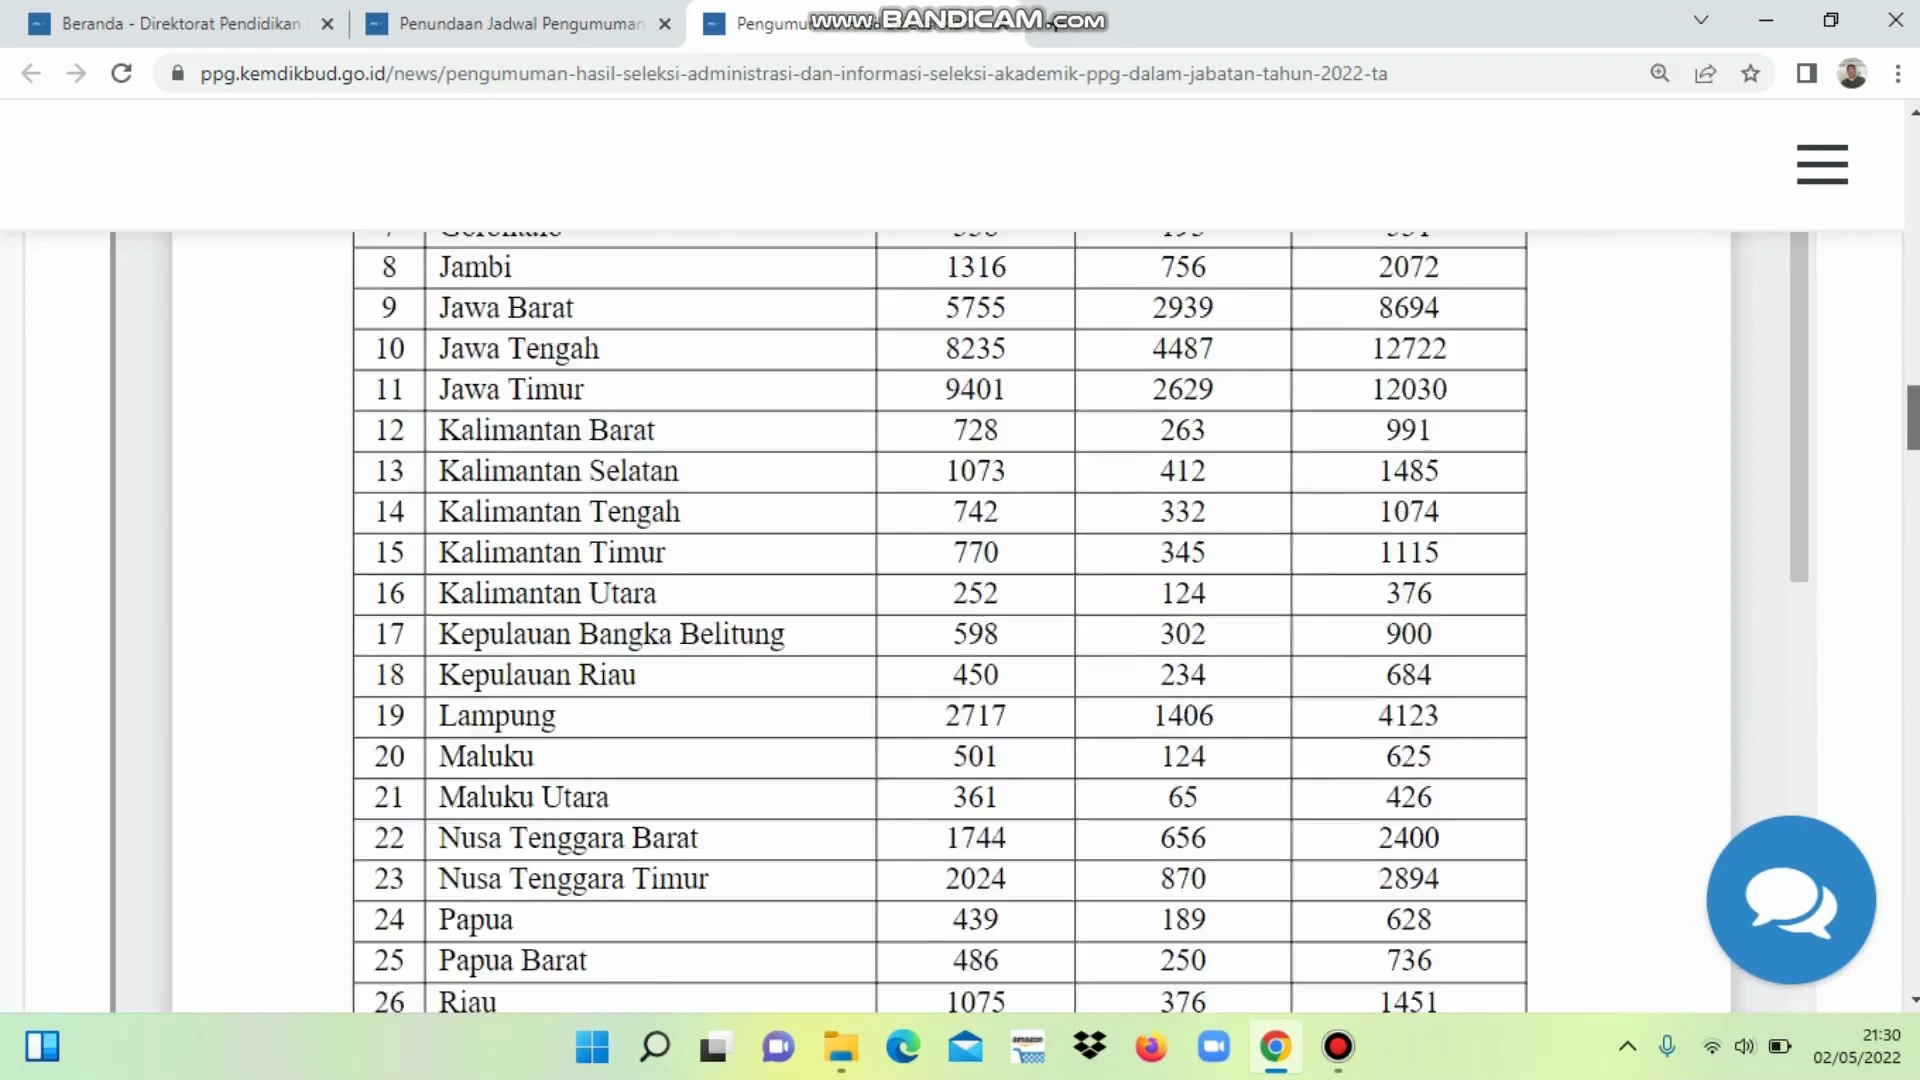 Beranda - Direktorat Pendidikan
Penundaan Jadwal Pengumuman
www.BANDICAM.com
ppg.kemdikbud.go.id/news/pengumuman-hasil-seleksi-administrasi-dan-informasi-seleksi-akademik-ppg-dalam-jabatan-tahun-2022-ta
8 Jambi 1316 756 2072
9 Jawa Barat 5755 2939 8694
10 Jawa Tengah 8235 4487 12722
11 Jawa Timur 9401 2629 12030
12 Kalimantan Barat 728 263 991
13 Kalimantan Selatan 1073 412 1485
14 Kalimantan Tengah 742 332 1074
15 Kalimantan Timur 770 345 1115
16 Kalimantan Utara 252 124 376
17 Kepulauan Bangka Belitung 598 302 900
18 Kepulauan Riau 450 234 684
19 Lampung 2717 1406 4123
20 Maluku 501 124 625
21 Maluku Utara 361 65 426
22 Nusa Tenggara Barat 1744 656 2400
23 Nusa Tenggara Timur 2024 870 2894
24 Papua 439 189 628
25 Papua Barat 486 250 736
26 Riau 1075 376 1451
amazon
21:30
02/05/2022